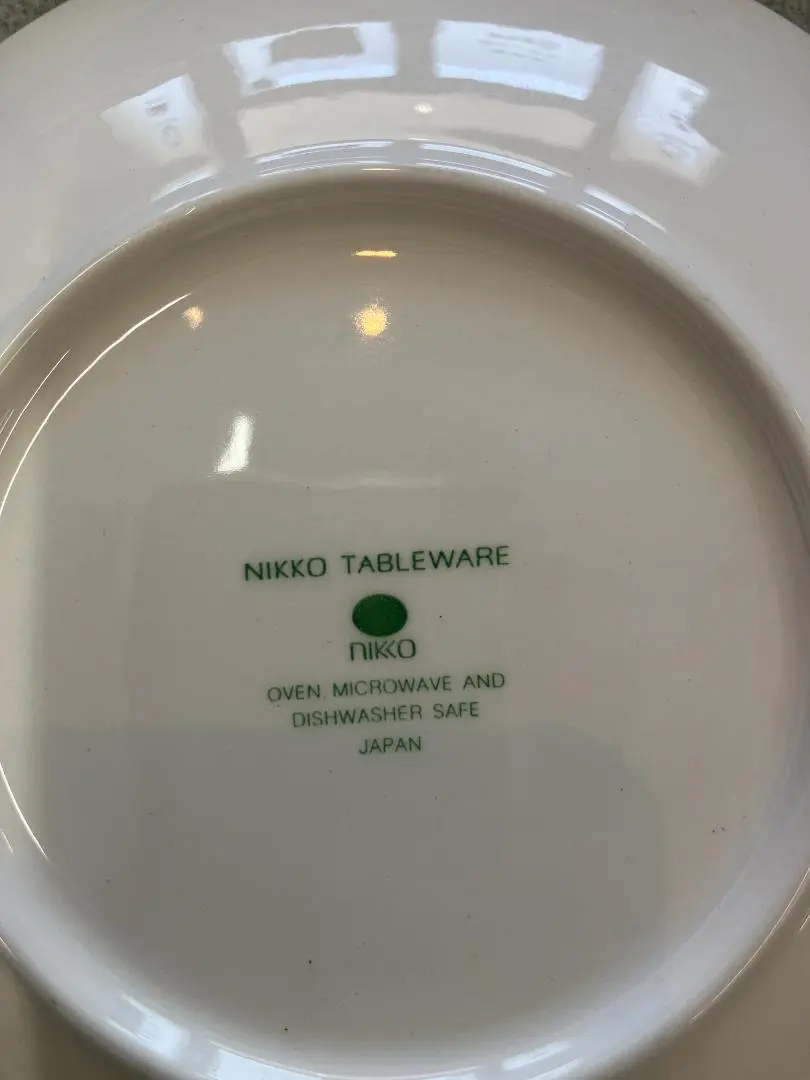 NIKKO TABLEWARE
nikko
OVEN, MICROWAVE AND
DISHWASHER SAFE
JAPAN